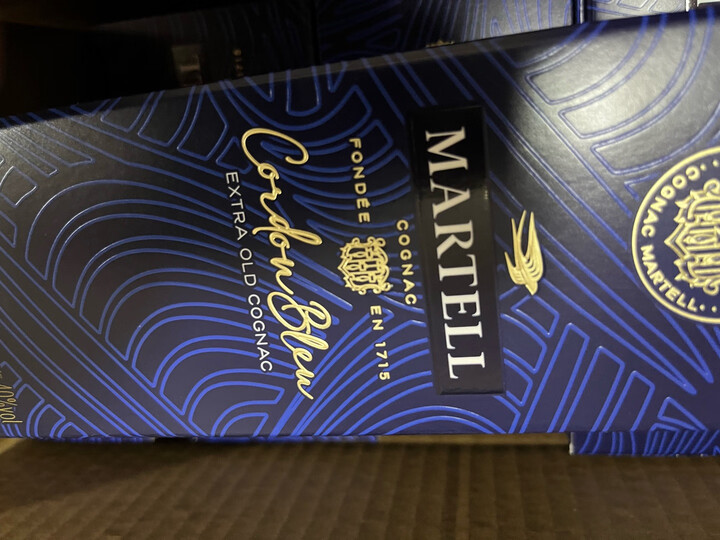 COGNAC MARTELL
MARTELL
COGNAC
FONDÉE EN 1715
Cordon Bleu
EXTRA OLD COGNAC